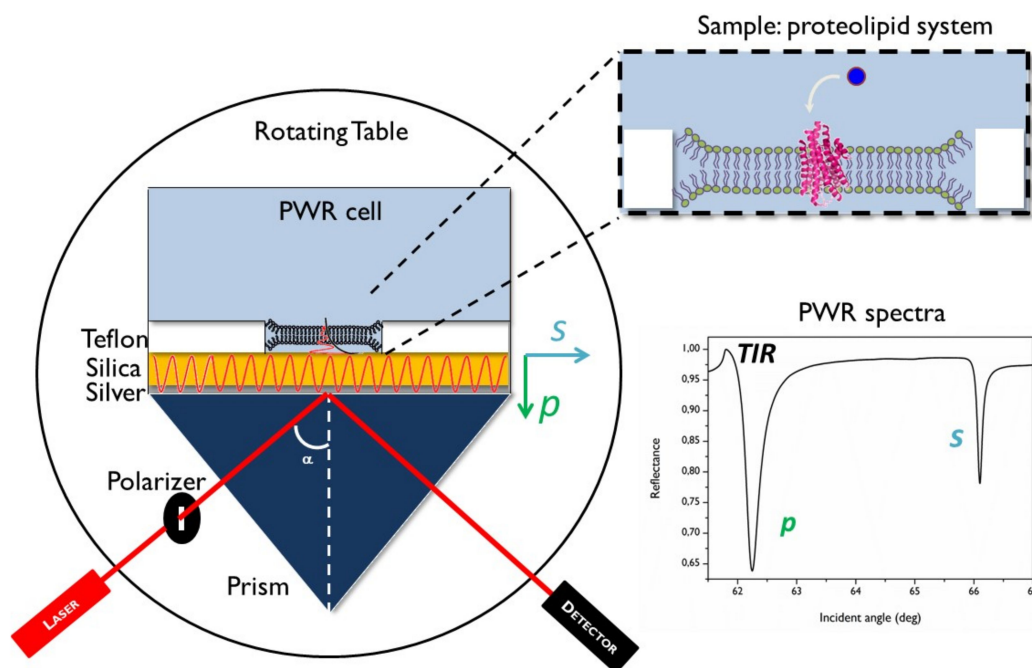 Sample: proteolipid system
Rotating Table
PWR cell
Teflon
Silica
Silver
s
p
α
Polarizer
Prism
LASER
DETECTOR
PWR spectra
TIR
s
p
Reflectance
1,00
0,95
0,90
0,85
0,80
0,75
0,70
0,65
62 63 64 65 66
Incident angle (deg)